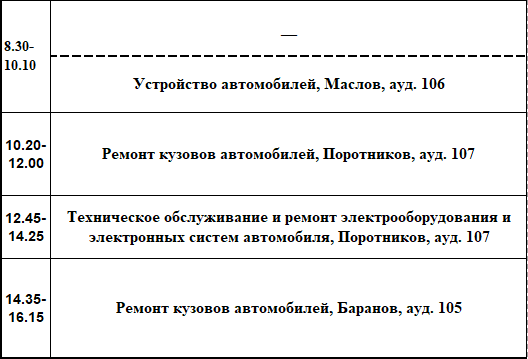 8.30-
10.10
—
Устройство автомобилей, Маслов, ауд. 106
10.20-
12.00
Ремонт кузовов автомобилей, Поротников, ауд. 107
12.45-
14.25
Техническое обслуживание и ремонт электрооборудования и
электронных систем автомобиля, Поротников, ауд. 107
14.35-
16.15
Ремонт кузовов автомобилей, Баранов, ауд. 105